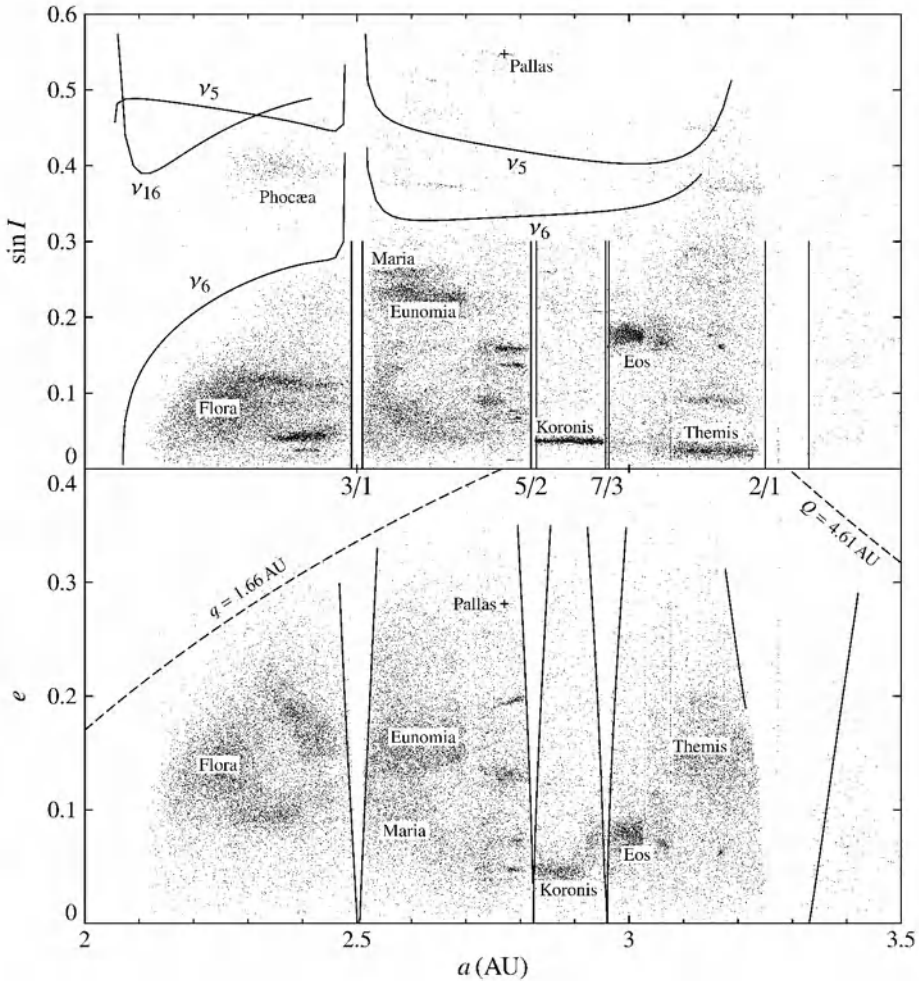 0.6
0.5
0.4
0.3
0.2
0.1
0
sin I
+Pallas
ν5
ν16
Phocæa
ν5
ν6
ν6
Maria
Eunomia
Flora
Eos
Koronis
Themis
3/1
5/2
7/3
2/1
0.4
0.3
0.2
0.1
0
e
q = 1.66 AU
Q = 4.61 AU
Pallas +
Flora
Eunomia
Themis
Maria
Koronis
Eos
2
2.5
3
3.5
a (AU)